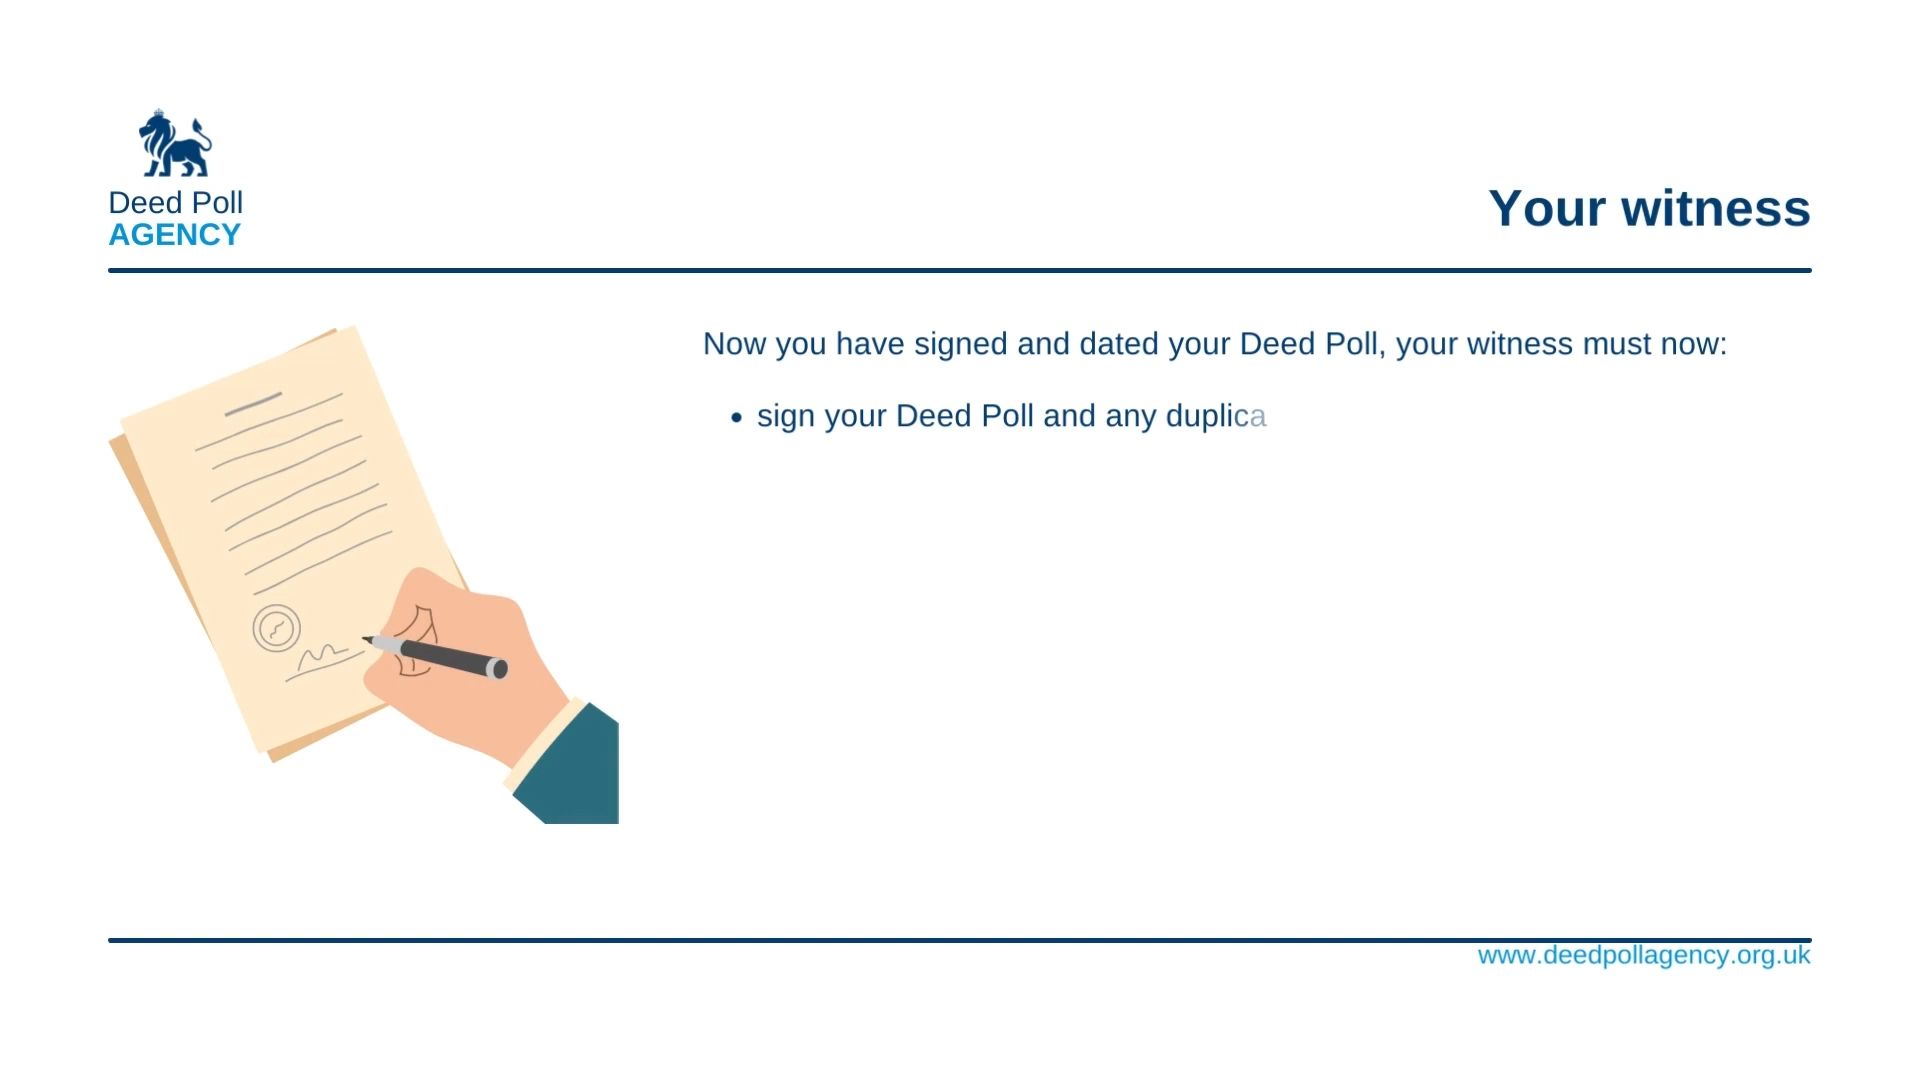 Deed Poll
AGENCY
Your witness
Now you have signed and dated your Deed Poll, your witness must now:
• sign your Deed Poll and any duplica
www.deedpollagency.org.uk